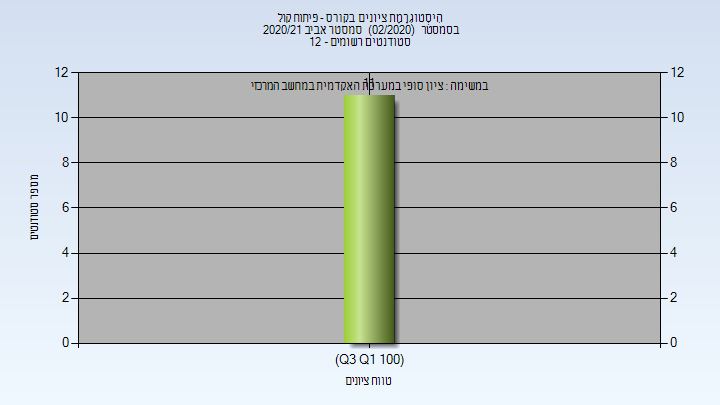 היסטוגרמת ציונים בקורס - פיתוח קול
בסמסטר (02/2020) סמסטר אביב 2020/21
סטודנטים רשומים - 12
במשימה : ציון סופי במערכת האקדמית במחשב המרכזי
11
12 12
10 10
8 8
6 6
4 4
2 2
0 0
מספר סטודנטים
(Q3 Q1 100)
טווח ציונים